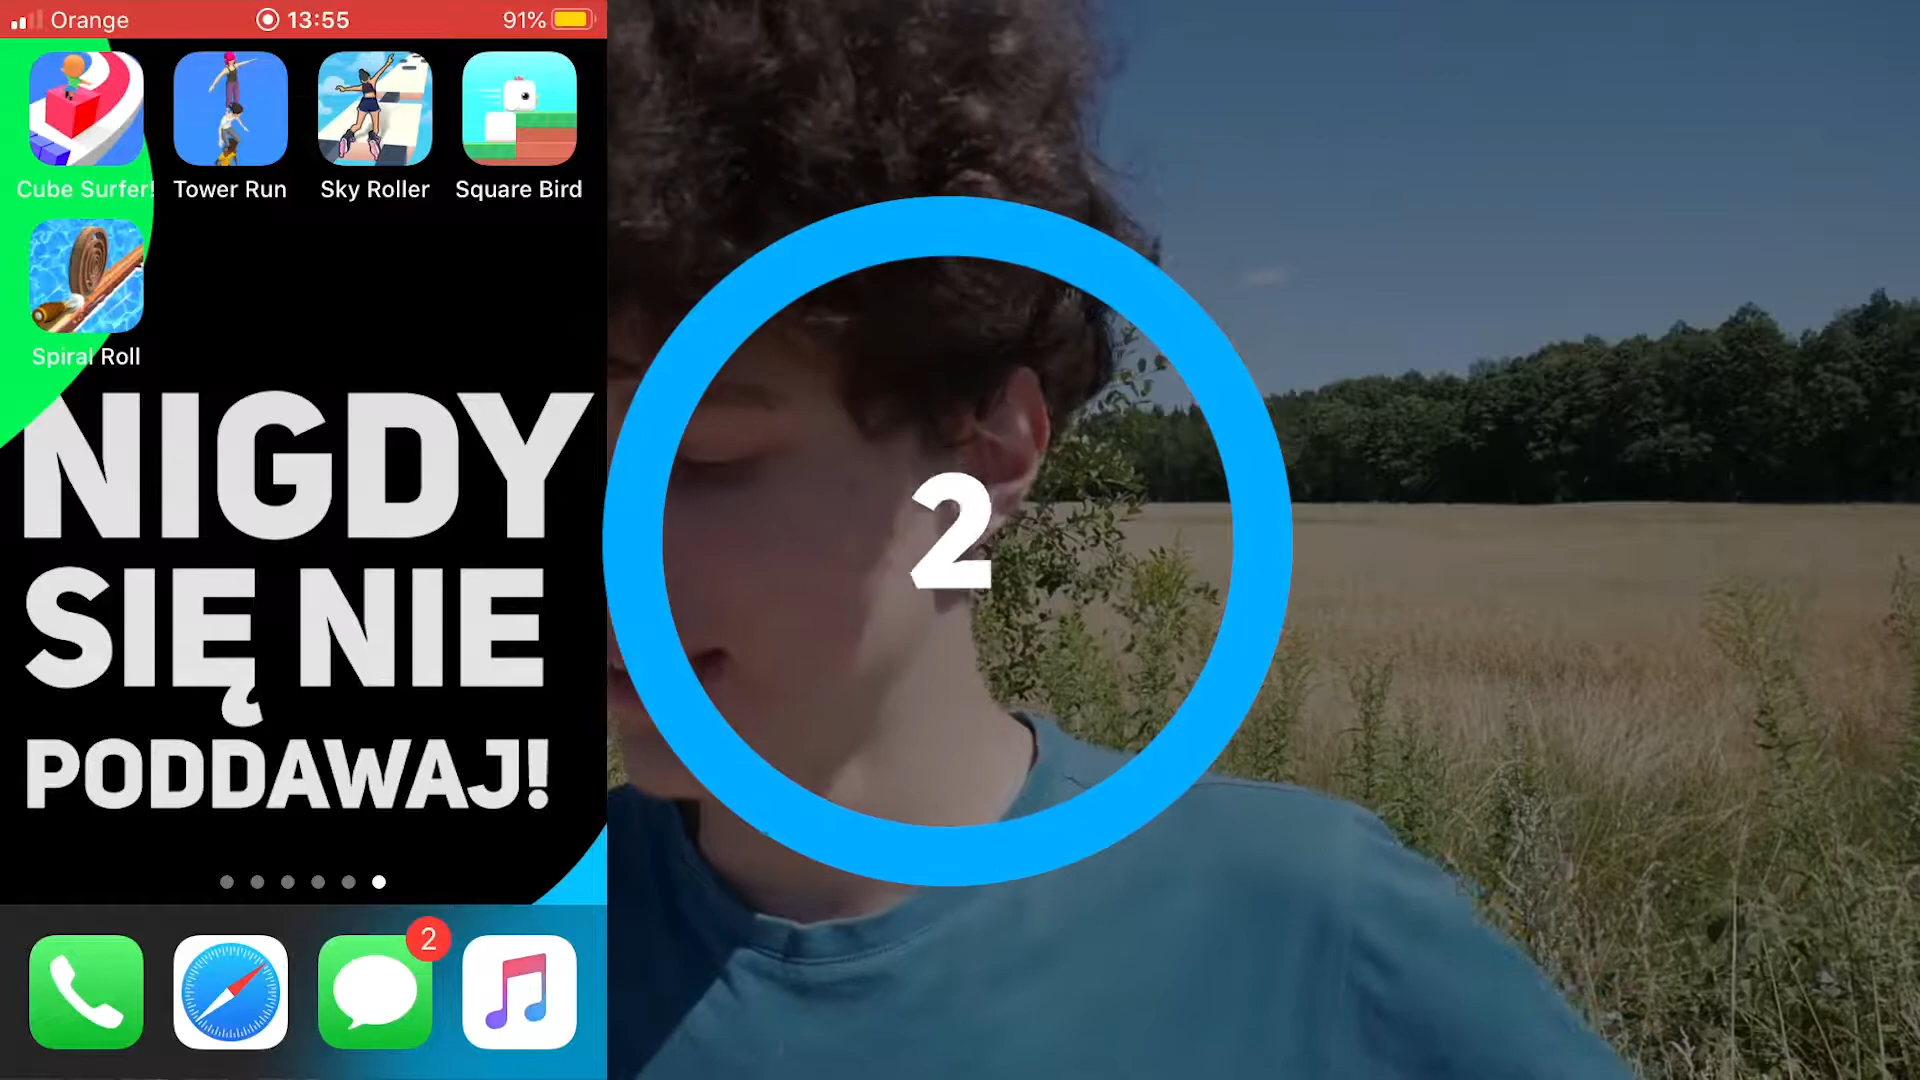 Orange 13:55 91%
Cube Surfer! Tower Run Sky Roller Square Bird
Spiral Roll
NIGDY
SIĘ NIE
PODDAWAJ!
2
2